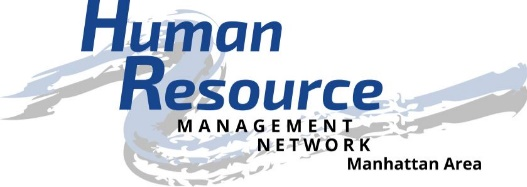 Human
Resource
MANAGEMENT
NETWORK
Manhattan Area